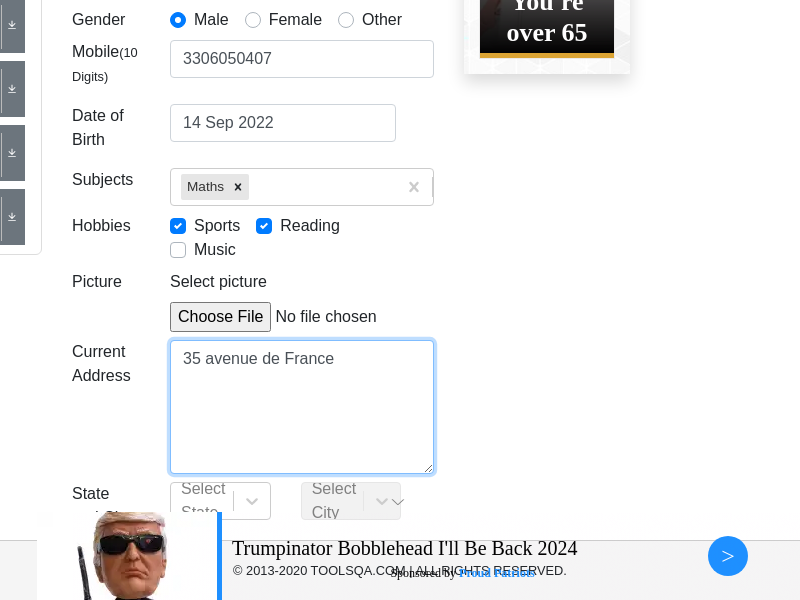 Gender Male Female Other
Mobile(10 Digits) 3306050407
You're
over 65
Date of Birth 14 Sep 2022
Subjects Maths
Hobbies Sports Reading
Music
Picture Select picture
Choose File No file chosen
Current Address 35 avenue de France
State Select State Select City
Trumpinator Bobblehead I'll Be Back 2024
© 2013-2020 TOOLSQA.COM | ALL RIGHTS RESERVED.
Sponsored by Proud Patriots